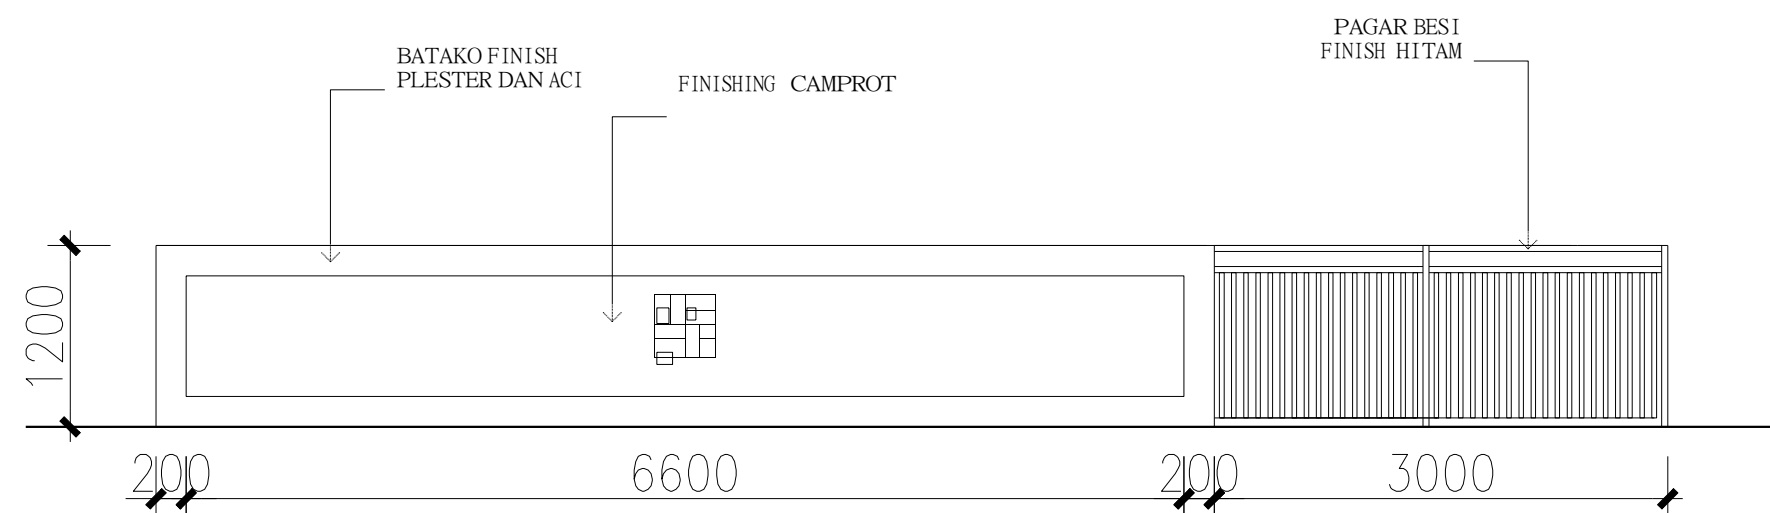 PAGAR BESI
FINISH HITAM
BATAKO FINISH
PLESTER DAN ACI
FINISHING CAMPROT
1200
200
6600
200
3000